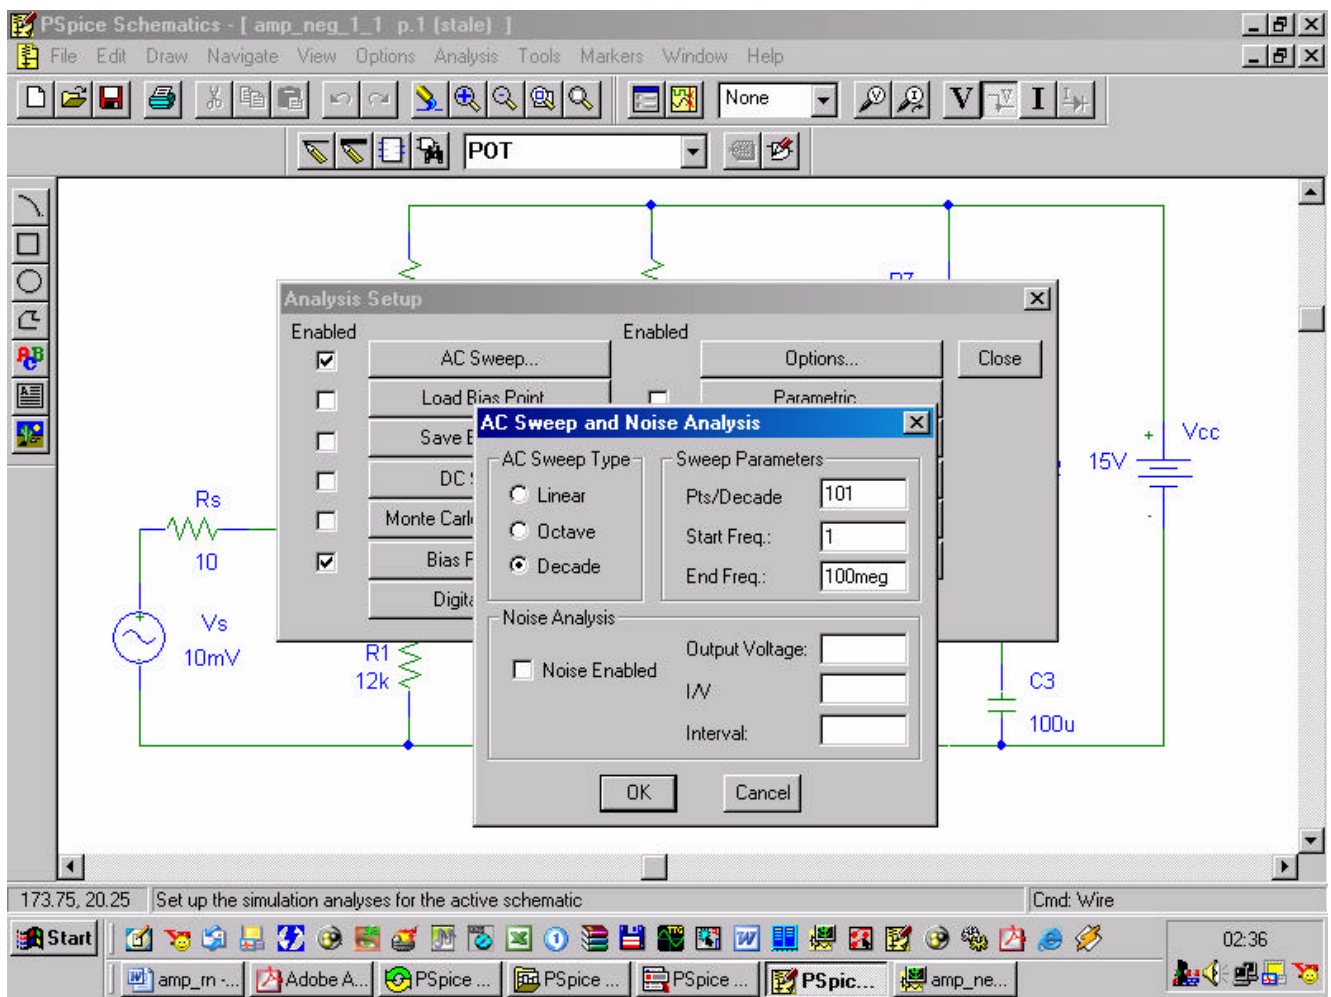 PSpice Schematics - [ amp_neg_1_1 p.1 (stale) ]
File Edit Draw Navigate View Options Analysis Tools Markers Window Help
None V I
POT
Analysis Setup
Enabled Enabled
AC Sweep... Options... Close
Load Bias Point Parametric
AC Sweep and Noise Analysis
Save
AC Sweep Type Sweep Parameters
DC
Linear Pts/Decade 101
Monte Carl
Octave Start Freq.: 1
Bias
Decade End Freq.: 100meg
Digit
Noise Analysis
Noise Enabled Output Voltage:
I/V
Interval:
OK Cancel
Vcc
15V
+
-
Rs
10
+
Vs
10mV
R1
12k
C3
100u
ABC
173.75, 20.25 Set up the simulation analyses for the active schematic Cmd: Wire
Start 02:36
amp_rn -... Adobe A... PSpice ... PSpice ... PSpice ... PSpic... amp_ne...